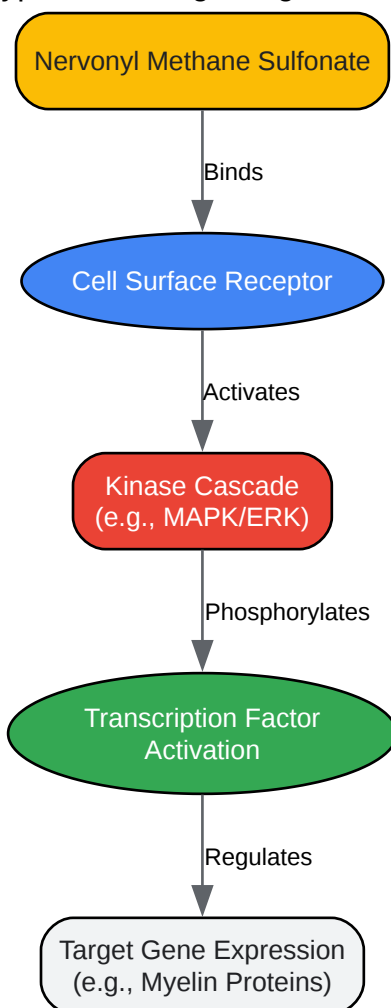 Nervonyl Methane Sulfonate
Binds
Cell Surface Receptor
Activates
Kinase Cascade
(e.g., MAPK/ERK)
Phosphorylates
Transcription Factor
Activation
Regulates
Target Gene Expression
(e.g., Myelin Proteins)